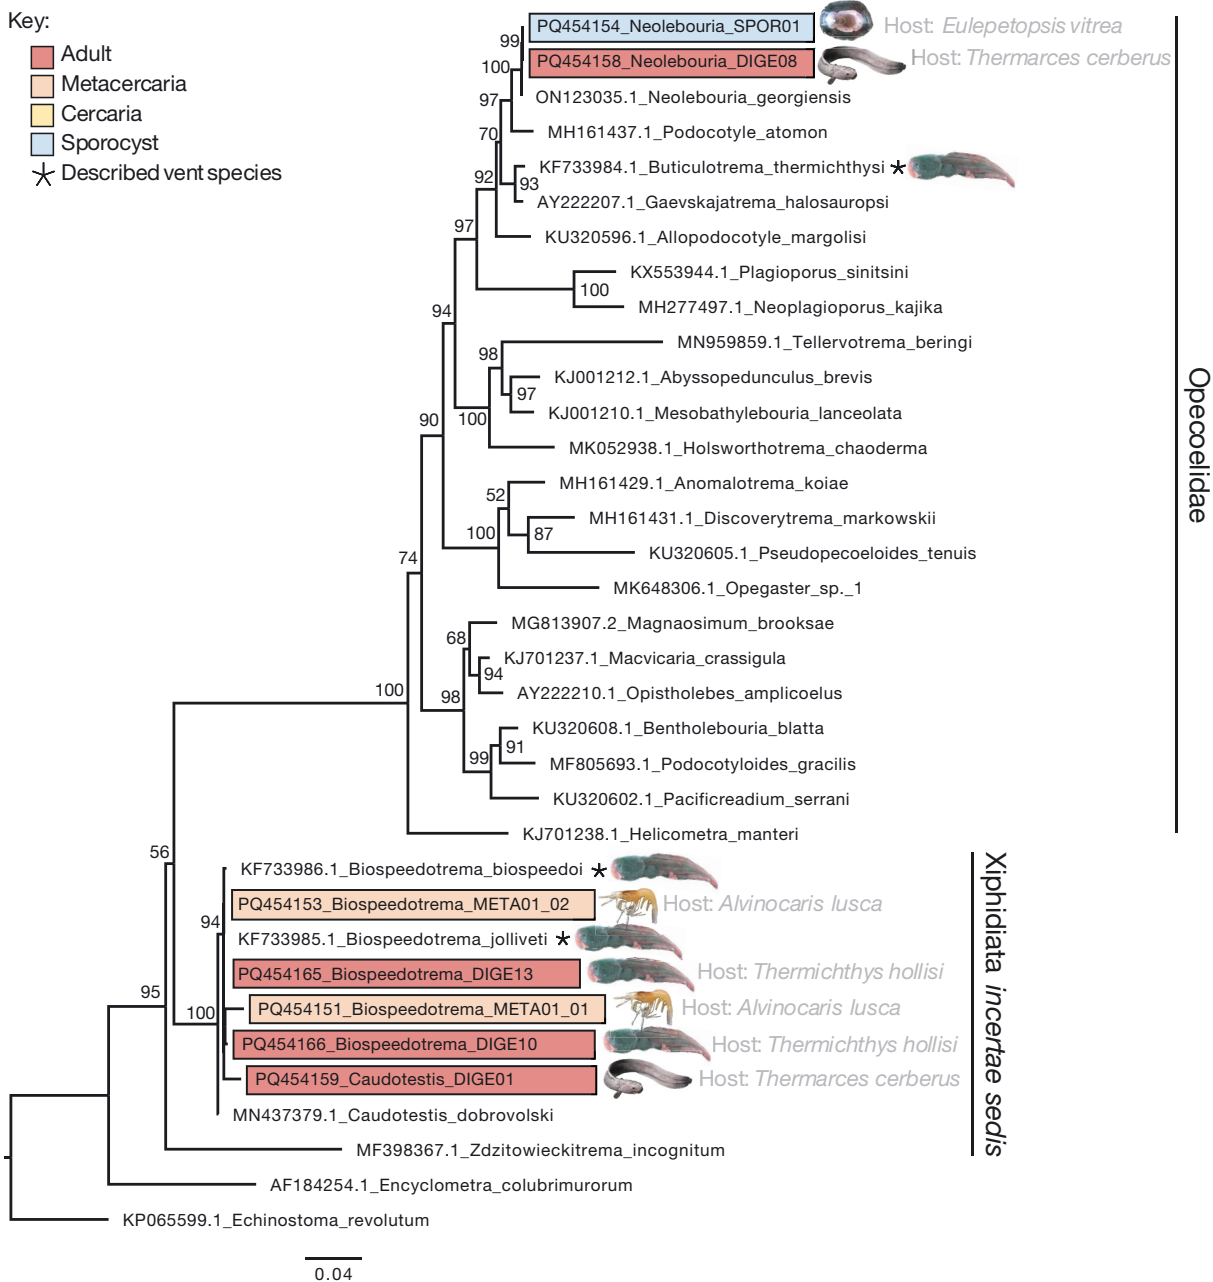 Key:
Adult
Metacercaria
Cercaria
Sporocyst
Described vent species
PQ454154_Neolebouria_SPOR01 Host: Eulepetopsis vitrea
99
PQ454158_Neolebouria_DIGE08 Host: Thermarces cerberus
100
ON123035.1_Neolebouria_georgiensis
97
MH161437.1_Podocotyle_atomon
70
KF733984.1_Buticulotrema_thermichthysi
92
93
AY222207.1_Gaevskajatrema_halosauropsi
97
KU320596.1_Allopodocotyle_margolisi
KX553944.1_Plagioporus_sinitsini
100
MH277497.1_Neoplagioporus_kajika
94
MN959859.1_Tellervotrema_beringi
98
KJ001212.1_Abyssopedunculus_brevis
97
KJ001210.1_Mesobathylebouria_lanceolata
100
90
MK052938.1_Holsworthotrema_chaoderma
MH161429.1_Anomalotrema_koiae
52
MH161431.1_Discoverytrema_markowskii
100
87
KU320605.1_Pseudopecoeloides_tenuis
74
MK648306.1_Opegaster_sp._1
MG813907.2_Magnaosimum_brooksae
68
KJ701237.1_Macvicaria_crassigula
94
AY222210.1_Opistholebes_amplicoelus
100
98
KU320608.1_Bentholebouria_blatta
91
99
MF805693.1_Podocotyloides_gracilis
KU320602.1_Pacificreadium_serrani
KJ701238.1_Helicometra_manteri
Opecoelidae
56
KF733986.1_Biospeedotrema_biospeedoi
PQ454153_Biospeedotrema_META01_02 Host: Alvinocaris lusca
94
KF733985.1_Biospeedotrema_jolliveti
PQ454165_Biospeedotrema_DIGE13 Host: Thermichthys hollisi
95
PQ454151_Biospeedotrema_META01_01 Host: Alvinocaris lusca
100
PQ454166_Biospeedotrema_DIGE10 Host: Thermichthys hollisi
PQ454159_Caudotestis_DIGE01 Host: Thermarces cerberus
MN437379.1_Caudotestis_dobrovolski
MF398367.1_Zdzitowieckitrema_incognitum
Xiphidiata incertae sedis
AF184254.1_Encyclometra_colubrimurorum
KP065599.1_Echinostoma_revolutum
0.04